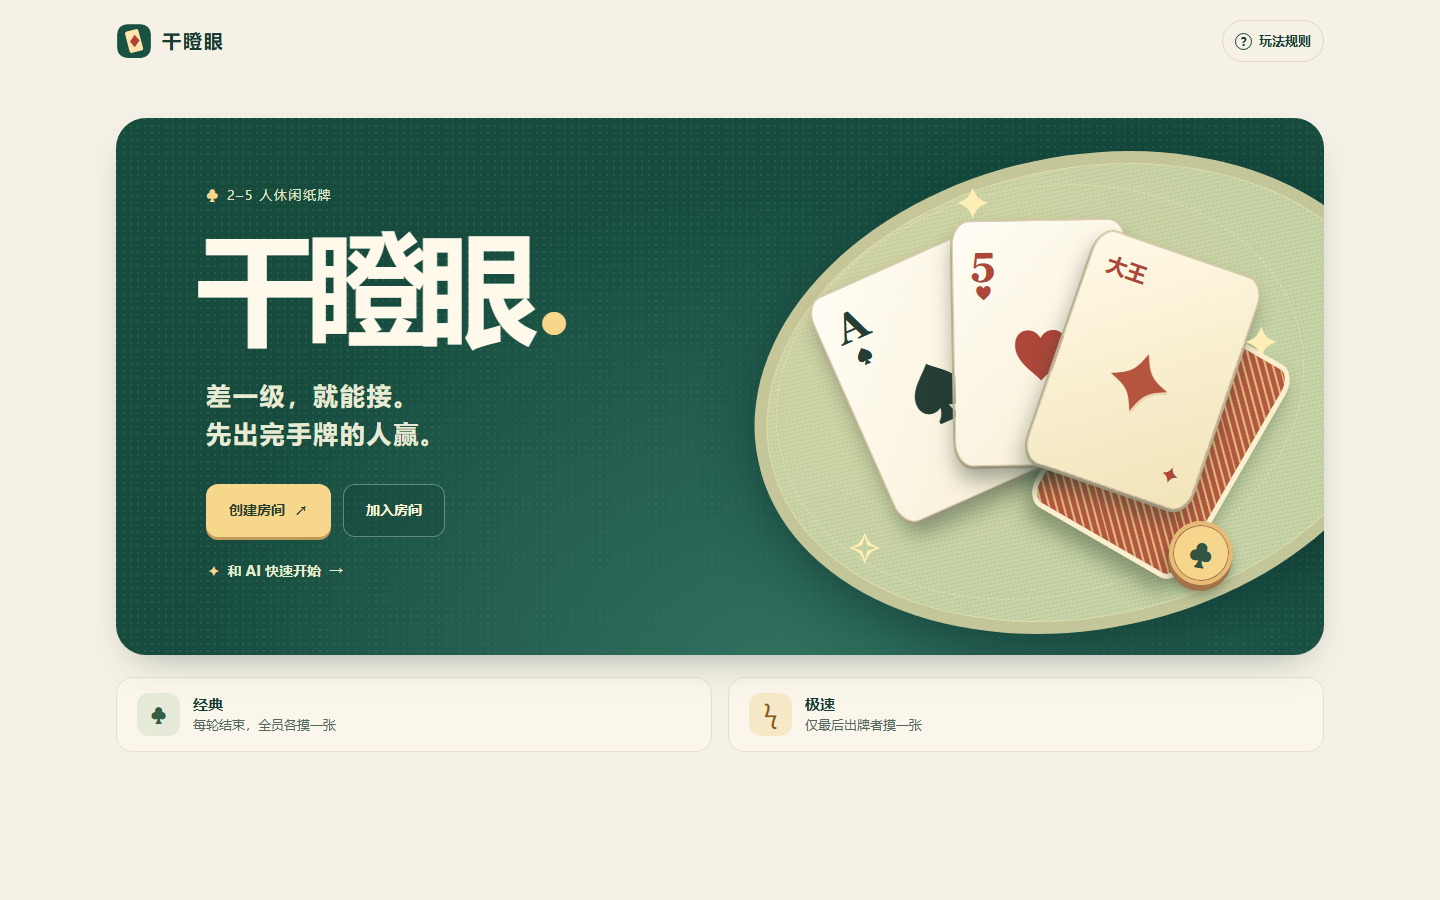 干瞪眼
? 玩法规则
♣ 2–5 人休闲纸牌
干瞪眼.
差一级，就能接。
先出完手牌的人赢。
创建房间 ↗
加入房间
✦ 和 AI 快速开始 →
A
5
大王
经典
每轮结束，全员各摸一张
极速
仅最后出牌者摸一张